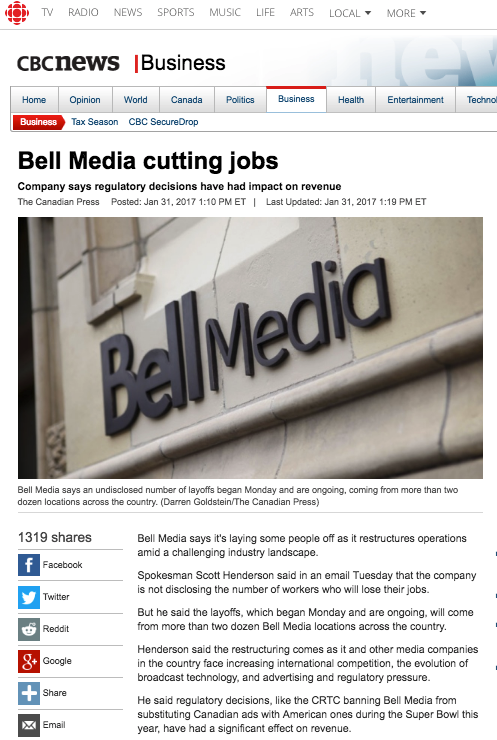 TV RADIO NEWS SPORTS MUSIC LIFE ARTS LOCAL MORE
CBCnews | Business
Home Opinion World Canada Politics Business Health Entertainment
Business Tax Season CBC SecureDrop
Bell Media cutting jobs
Company says regulatory decisions have had impact on revenue
The Canadian Press Posted: Jan 31, 2017 1:10 PM ET | Last Updated: Jan 31, 2017 1:19 PM ET
Bell Media
Bell Media says an undisclosed number of layoffs began Monday and are ongoing, coming from more than two
dozen locations across the country. (Darren Goldstein/The Canadian Press)
1319 shares
Facebook
Twitter
Reddit
Google
Share
Email
Bell Media says it's laying some people off as it restructures operations
amid a challenging industry landscape.
Spokesman Scott Henderson said in an email Tuesday that the company
is not disclosing the number of workers who will lose their jobs.
But he said the layoffs, which began Monday and are ongoing, will come
from more than two dozen Bell Media locations across the country.
Henderson said the restructuring comes as it and other media companies
in the country face increasing international competition, the evolution of
broadcast technology, and advertising and regulatory pressure.
He said regulatory decisions, like the CRTC banning Bell Media from
substituting Canadian ads with American ones during the Super Bowl this
year, have had a significant effect on revenue.